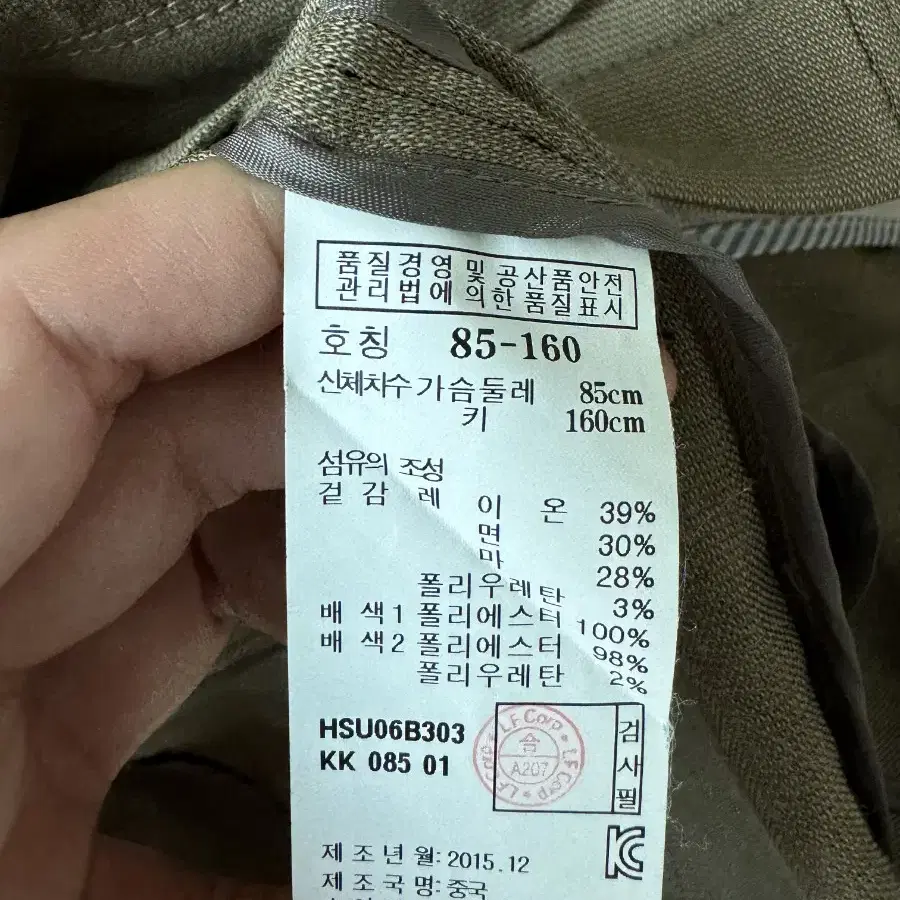 품질경영 및 공산품안전
관리법에 의한 품질표시
호칭 85-160
신체치수 가슴둘레 85cm
키 160cm
섬유의 조성
겉감 레이온 39%
면 30%
마 28%
폴리우레탄 3%
배색1 폴리에스터 100%
배색2 폴리에스터 98%
폴리우레탄 2%
HSU06B303
KK 085 01
LF Corp
合
A207
LF Corp
LF Corp
검사필
제조년월: 2015.12
제조국명: 중국